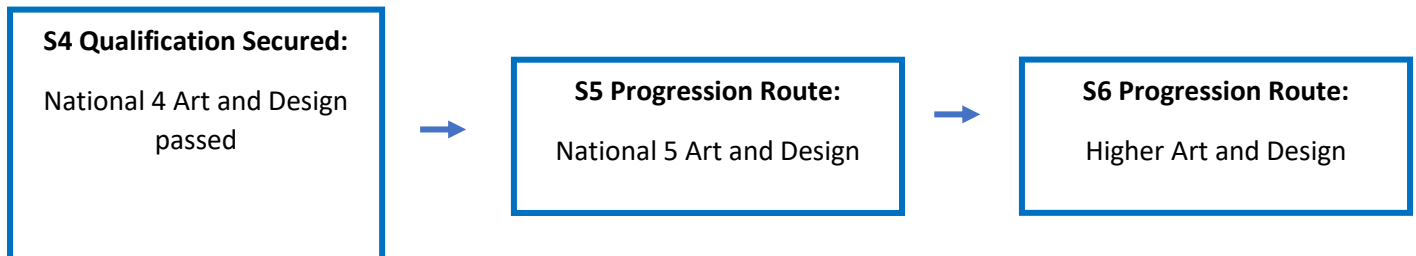 S4 Qualification Secured:
National 4 Art and Design
passed
S5 Progression Route:
National 5 Art and Design
S6 Progression Route:
Higher Art and Design